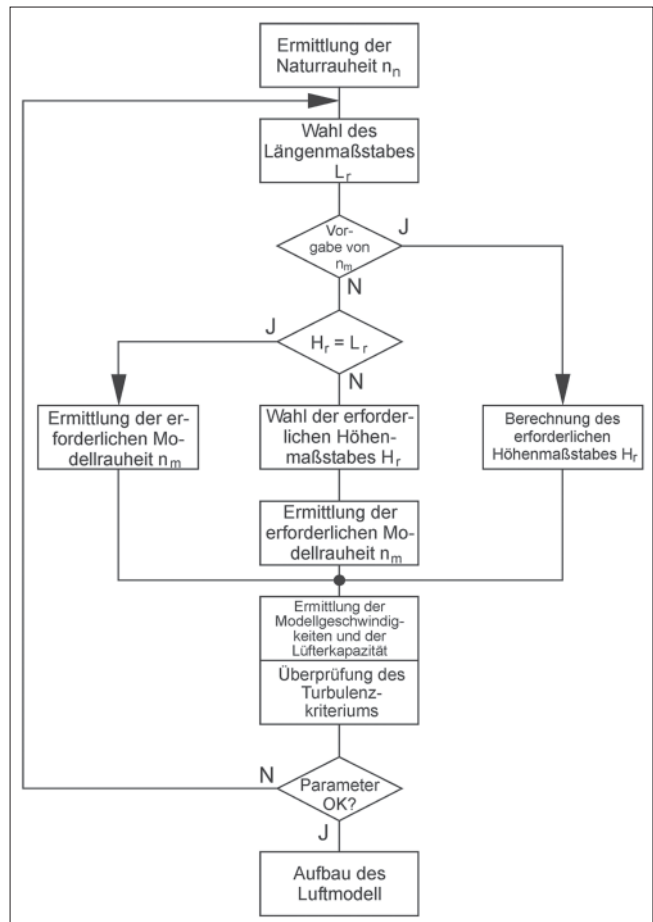 Ermittlung der
Naturrauheit nn
Wahl des
Längenmaßstabes
Lr
Vor-
gabe von
nm
J
N
J
Hr = Lr
N
Ermittlung der er-
forderlichen Mo-
dellrauheit nm
Wahl der erforder-
lichen Höhen-
maßstabes Hr
Berechnung des
erforderlichen
Höhenmaßstabes Hr
Ermittlung der
erforderlichen Mo-
dellrauheit nm
Ermittlung der
Modellgeschwindig-
keiten und der
Lüfterkapazität
Überprüfung des
Turbulenz-
kriteriums
N
Parameter
OK?
J
Aufbau des
Luftmodell